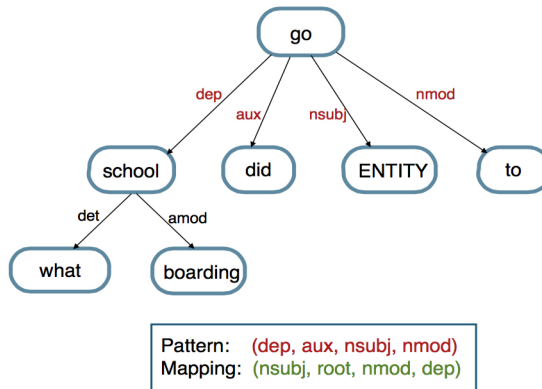 go
dep
aux
nsubj
nmod
school
did
ENTITY
to
det
amod
what
boarding
Pattern: (dep, aux, nsubj, nmod)
Mapping: (nsubj, root, nmod, dep)